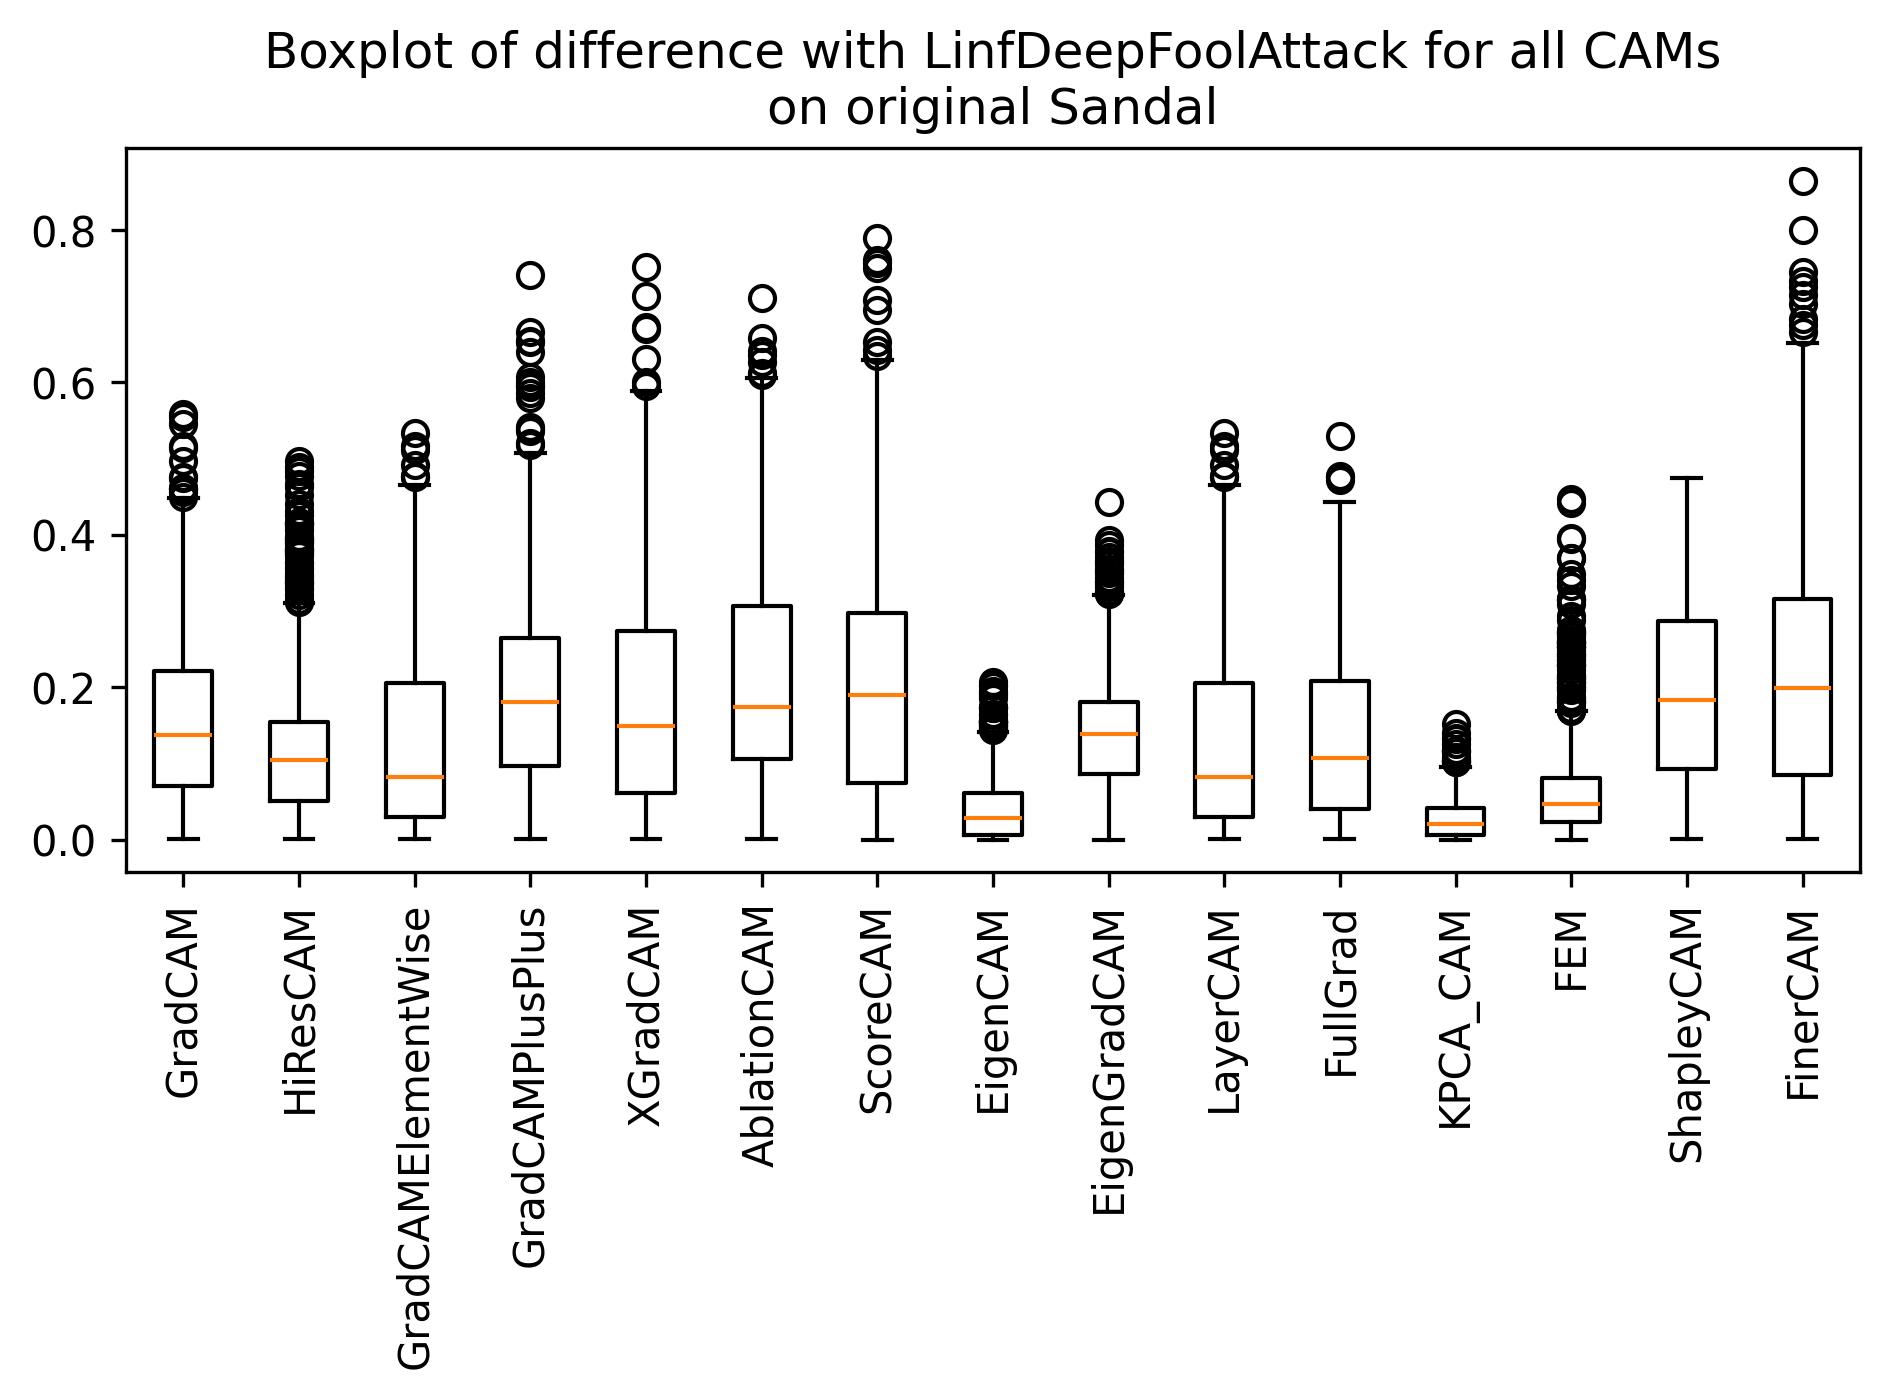 Boxplot of difference with LinfDeepFoolAttack for all CAMs
on original Sandal
0.8
0.6
0.4
0.2
0.0
GradCAM
HiResCAM
GradCAMElementWise
GradCAMPlusPlus
XGradCAM
AblationCAM
ScoreCAM
EigenCAM
EigenGradCAM
LayerCAM
FullGrad
KPCA_CAM
FEM
ShapleyCAM
FinerCAM